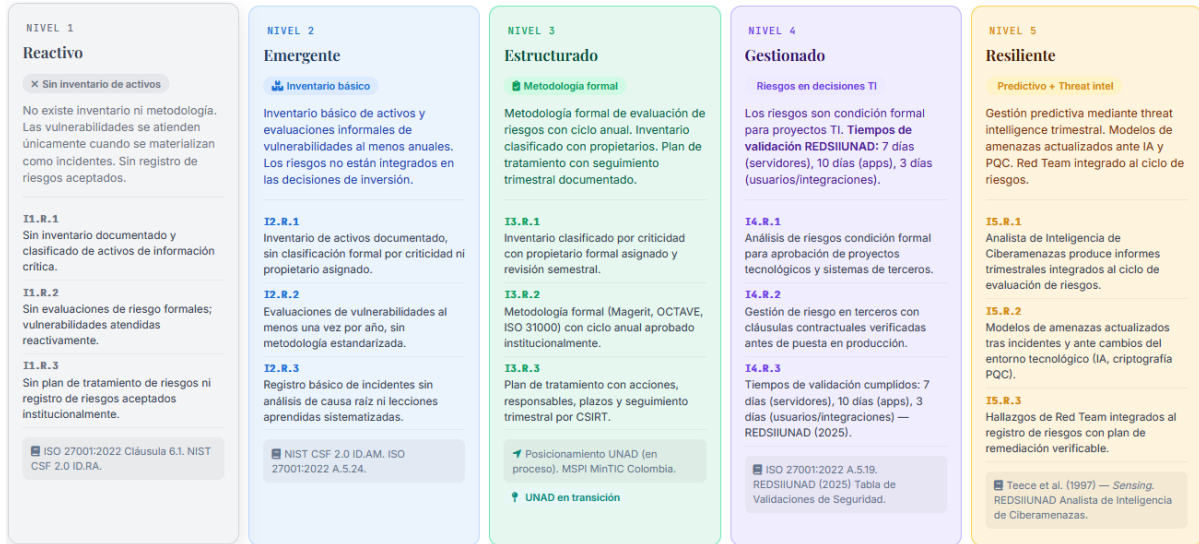 NIVEL 1
Reactivo
✕ Sin inventario de activos
No existe inventario ni metodología.
Las vulnerabilidades se atienden
únicamente cuando se materializan
como incidentes. Sin registro de
riesgos aceptados.
I1.R.1
Sin inventario documentado y
clasificado de activos de información
crítica.
I1.R.2
Sin evaluaciones de riesgo formales;
vulnerabilidades atendidas
reactivamente.
I1.R.3
Sin plan de tratamiento de riesgos ni
registro de riesgos aceptados
institucionalmente.
ISO 27001:2022 Cláusula 6.1. NIST
CSF 2.0 ID.RA.
NIVEL 2
Emergente
Inventario básico
Inventario básico de activos y
evaluaciones informales de
vulnerabilidades al menos anuales.
Los riesgos no están integrados en
las decisiones de inversión.
I2.R.1
Inventario de activos documentado,
sin clasificación formal por criticidad ni
propietario asignado.
I2.R.2
Evaluaciones de vulnerabilidades al
menos una vez por año, sin
metodología estandarizada.
I2.R.3
Registro básico de incidentes sin
análisis de causa raíz ni lecciones
aprendidas sistematizadas.
NIST CSF 2.0 ID.AM. ISO
27001:2022 A.5.24.
NIVEL 3
Estructurado
Metodología formal
Metodología formal de evaluación de
riesgos con ciclo anual. Inventario
clasificado con propietarios. Plan de
tratamiento con seguimiento
trimestral documentado.
I3.R.1
Inventario clasificado por criticidad
con propietario formal asignado y
revisión semestral.
I3.R.2
Metodología formal (Magerit, OCTAVE,
ISO 31000) con ciclo anual aprobado
institucionalmente.
I3.R.3
Plan de tratamiento con acciones,
responsables, plazos y seguimiento
trimestral por CSIRT.
Posicionamiento UNAD (en
proceso). MSPI MinTIC Colombia.
UNAD en transición
NIVEL 4
Gestionado
Riesgos en decisiones TI
Los riesgos son condición formal
para proyectos TI. Tiempos de
validación REDSIIUNAD: 7 días
(servidores), 10 días (apps), 3 días
(usuarios/integraciones).
I4.R.1
Análisis de riesgos condición formal
para aprobación de proyectos
tecnológicos y sistemas de terceros.
I4.R.2
Gestión de riesgo en terceros con
cláusulas contractuales verificadas
antes de puesta en producción.
I4.R.3
Tiempos de validación cumplidos: 7
días (servidores), 10 días (apps), 3
días (usuarios/integraciones) —
REDSIIUNAD (2025).
ISO 27001:2022 A.5.19.
REDSIIUNAD (2025) Tabla de
Validaciones de Seguridad.
NIVEL 5
Resiliente
Predictivo + Threat intel
Gestión predictiva mediante threat
intelligence trimestral. Modelos de
amenazas actualizados ante IA y
PQC. Red Team integrado al ciclo de
riesgos.
I5.R.1
Analista de Inteligencia de
Ciberamenazas produce informes
trimestrales integrados al ciclo de
evaluación de riesgos.
I5.R.2
Modelos de amenazas actualizados
tras incidentes y ante cambios del
entorno tecnológico (IA, criptografía
PQC).
I5.R.3
Hallazgos de Red Team integrados al
registro de riesgos con plan de
remediación verificable.
Teece et al. (1997) — Sensing.
REDSIIUNAD Analista de Inteligencia
de Ciberamenazas.